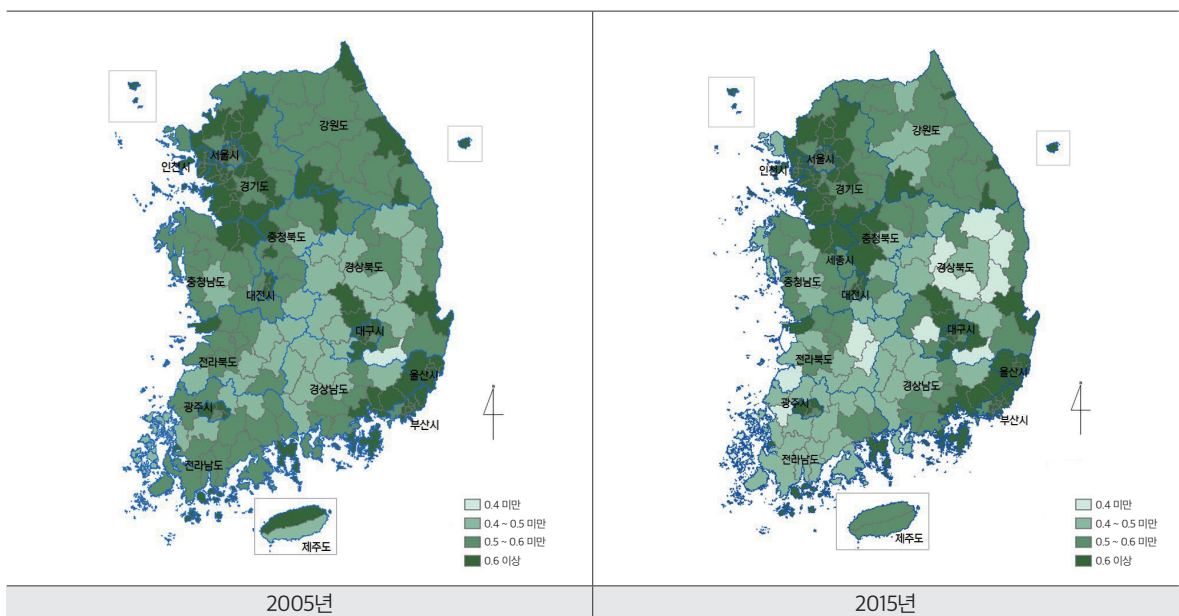 강원도
서울시
인천시
경기도
충청북도
경상북도
충청남도
대전시
대구시
전라북도
울산시
경상남도
광주시
부산시
전라남도
제주도
0.4 미만
0.4 ~ 0.5 미만
0.5 ~ 0.6 미만
0.6 이상
2005년
강원도
서울시
인천시
경기도
충청북도
세종시
경상북도
충청남도
대전시
대구시
전라북도
울산시
경상남도
광주시
부산시
전라남도
제주도
0.4 미만
0.4 ~ 0.5 미만
0.5 ~ 0.6 미만
0.6 이상
2015년